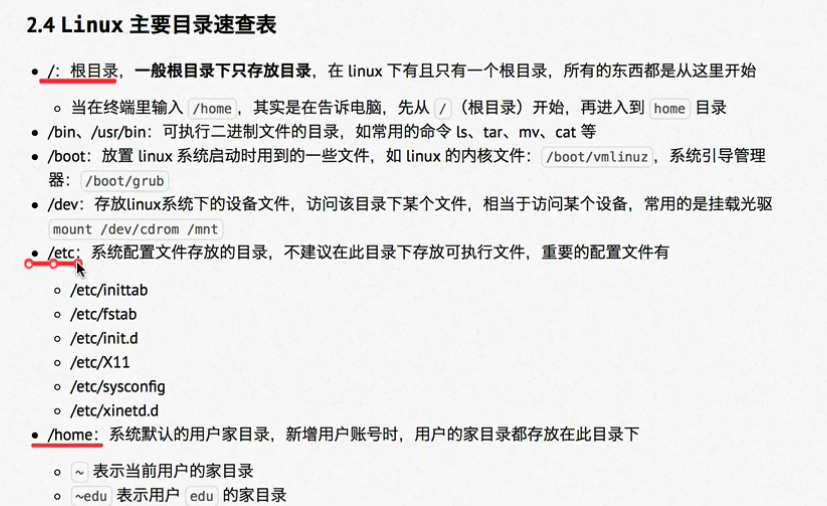 2.4 Linux 主要目录速查表
/：根目录，一般根目录下只存放目录，在 linux 下有且只有一个根目录，所有的东西都是从这里开始
当在终端里输入 /home，其实是在告诉电脑，先从 /（根目录）开始，再进入到 home 目录
/bin、/usr/bin：可执行二进制文件的目录，如常用的命令 ls、tar、mv、cat 等
/boot：放置 linux 系统启动时用到的一些文件，如 linux 的内核文件：/boot/vmlinuz，系统引导管理
器：/boot/grub
/dev：存放linux系统下的设备文件，访问该目录下某个文件，相当于访问某个设备，常用的是挂载光驱
mount /dev/cdrom /mnt
/etc：系统配置文件存放的目录，不建议在此目录下存放可执行文件，重要的配置文件有
/etc/inittab
/etc/fstab
/etc/init.d
/etc/X11
/etc/sysconfig
/etc/xinetd.d
/home：系统默认的用户家目录，新增用户账号时，用户的家目录都存放在此目录下
~ 表示当前用户的家目录
~edu 表示用户 edu 的家目录